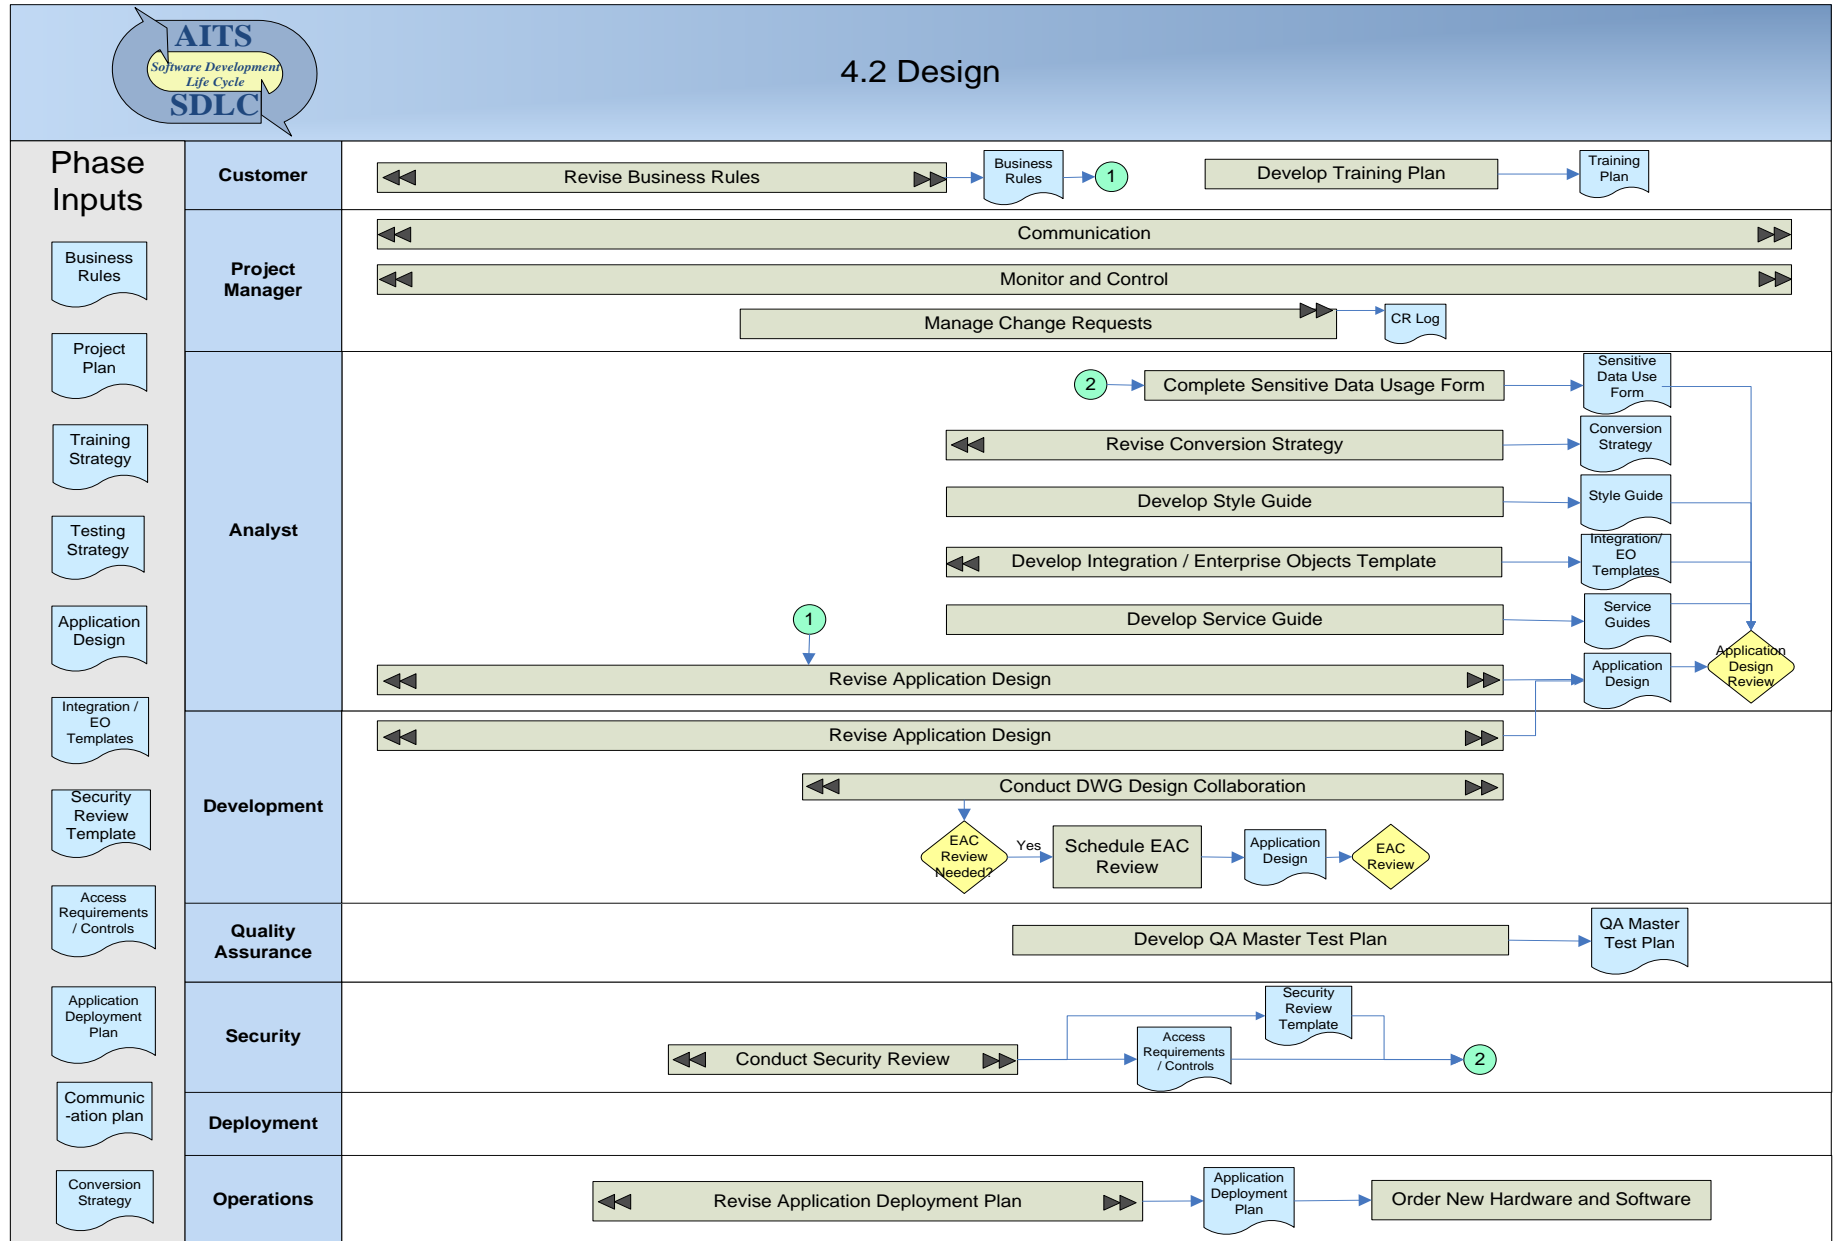 AITS
Software Development
Life Cycle
SDLC
4.2 Design
Phase
Inputs
Business
Rules
Project
Plan
Training
Strategy
Testing
Strategy
Application
Design
Integration /
EO
Templates
Security
Review
Template
Access
Requirements
/ Controls
Application
Deployment
Plan
Communic
-ation plan
Conversion
Strategy
Customer
Revise Business Rules
Business
Rules
1
Develop Training Plan
Training
Plan
Project
Manager
Communication
Monitor and Control
Manage Change Requests
CR Log
Analyst
2
Complete Sensitive Data Usage Form
Sensitive
Data Use
Form
Revise Conversion Strategy
Conversion
Strategy
Develop Style Guide
Style Guide
Develop Integration / Enterprise Objects Template
Integration/
EO
Templates
1
Develop Service Guide
Service
Guides
Revise Application Design
Application
Design
Application
Design
Review
Development
Revise Application Design
Conduct DWG Design Collaboration
EAC
Review
Needed?
Yes
Schedule EAC
Review
Application
Design
EAC
Review
Quality
Assurance
Develop QA Master Test Plan
QA Master
Test Plan
Security
Conduct Security Review
Access
Requirements
/ Controls
Security
Review
Template
2
Deployment
Operations
Revise Application Deployment Plan
Application
Deployment
Plan
Order New Hardware and Software